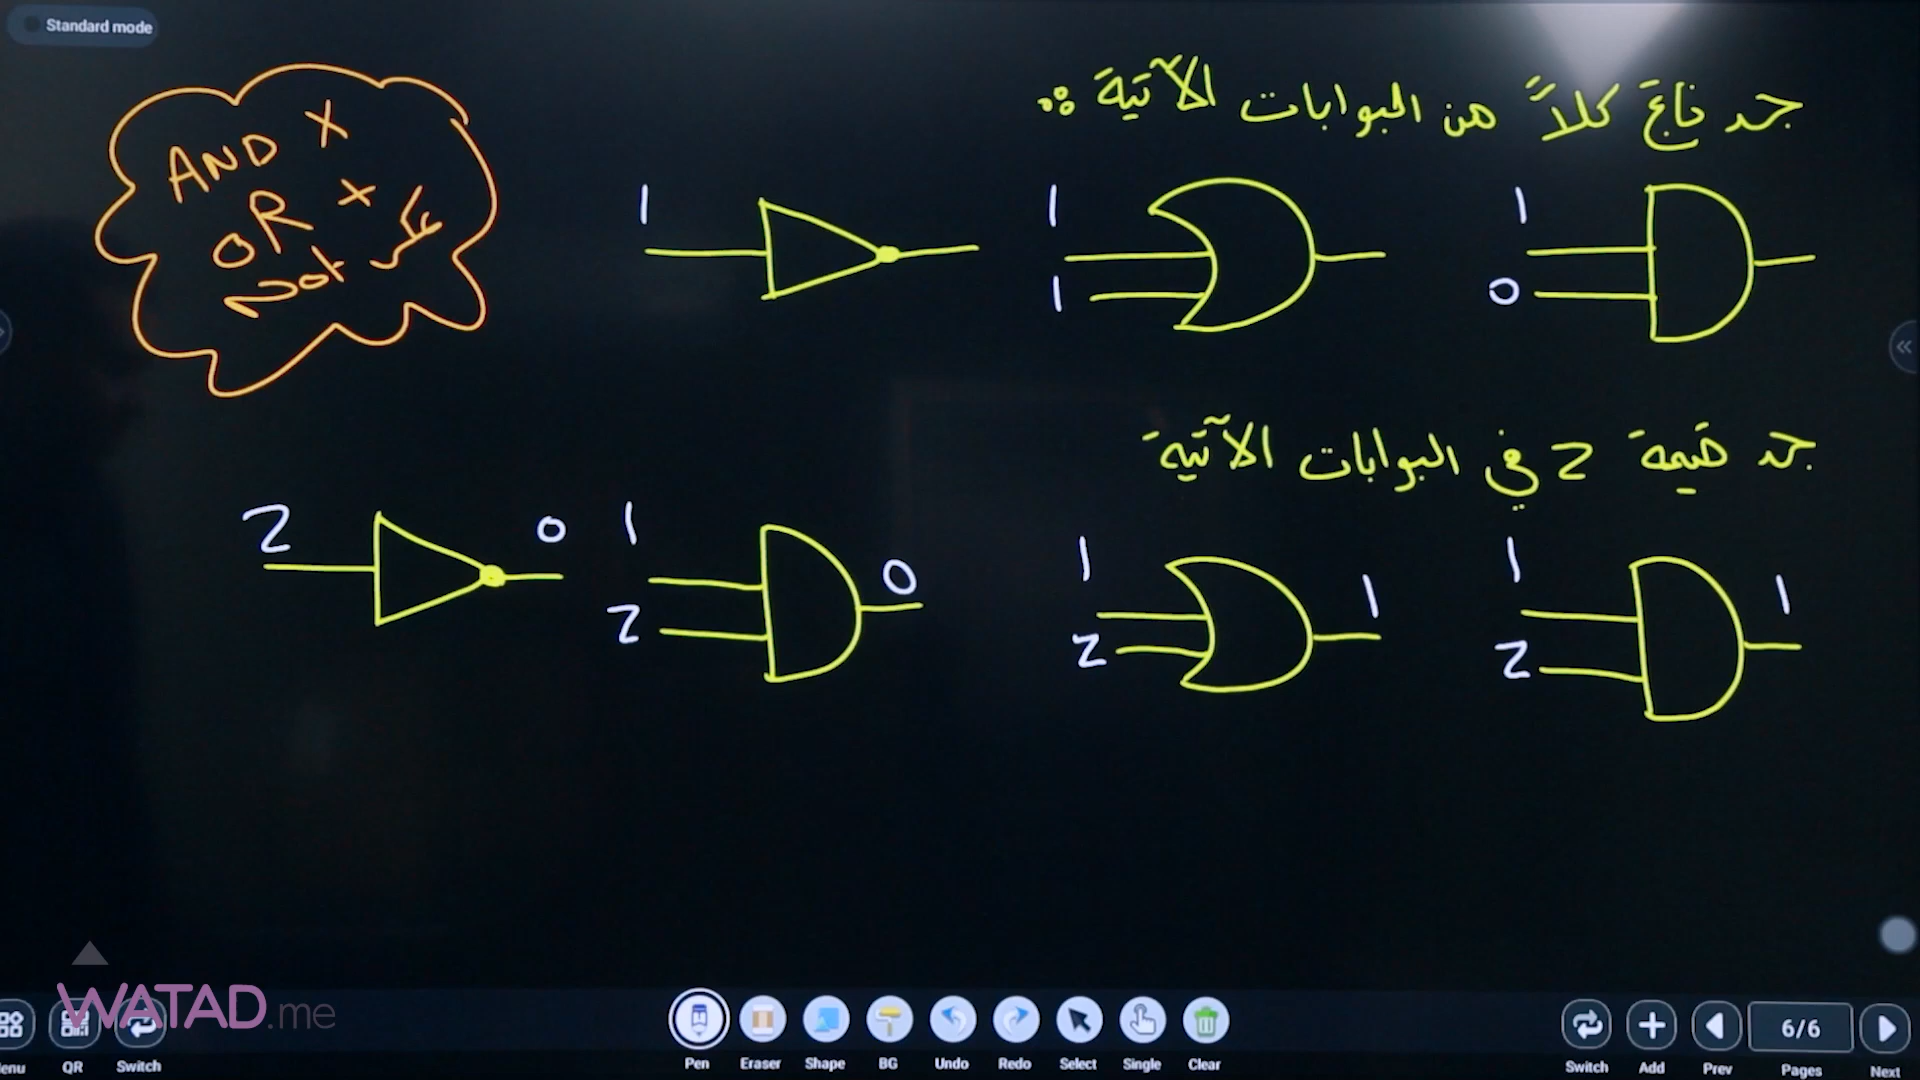 Standard mode
جد ناتج كلاً من البوابات الآتية :
AND ×
OR ×
Not عكس
1
1
1
1
0
جد قيمة Z في البوابات الآتية
Z 0
1 Z 0
1 Z 1
1 Z 1
WATAD.me
Menu QR Switch Pen Eraser Shape BG Undo Redo Select Single Clear Switch Add Prev 6/6 Pages Next